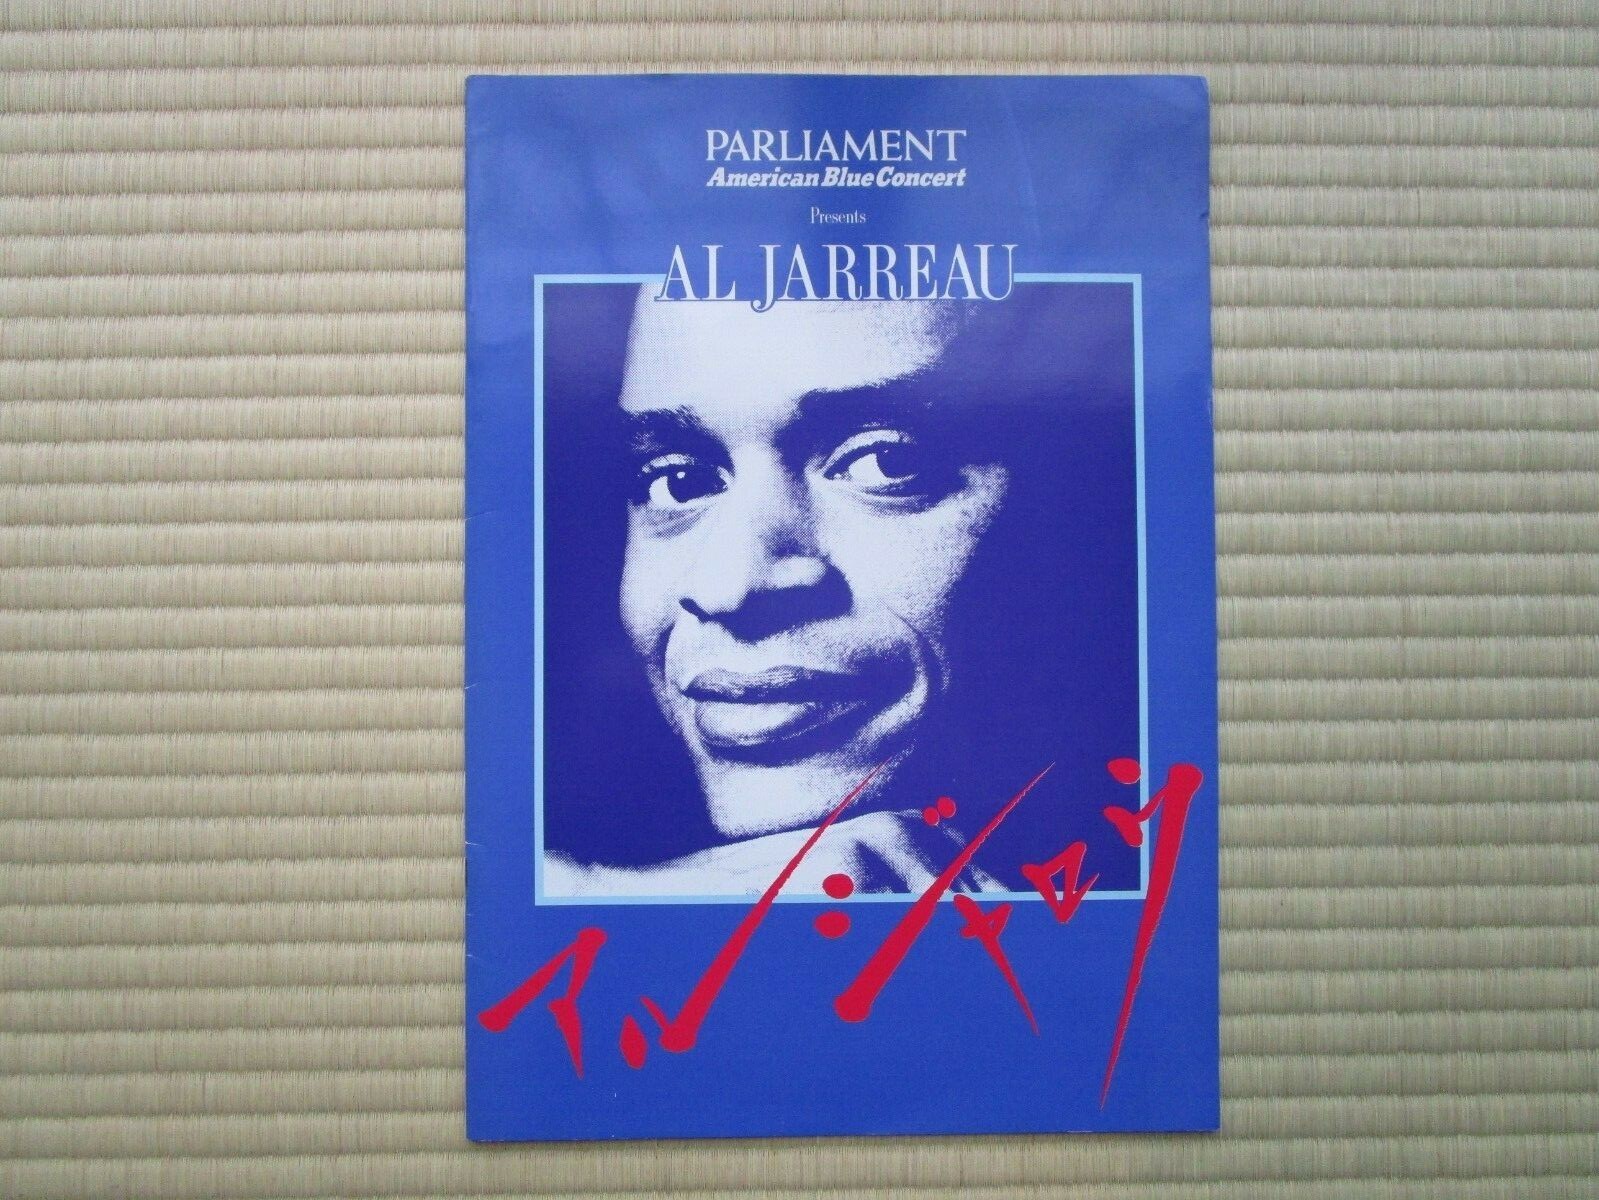 PARLIAMENT
American Blue Concert
Presents
AL JARREAU
アル・ジャロウ